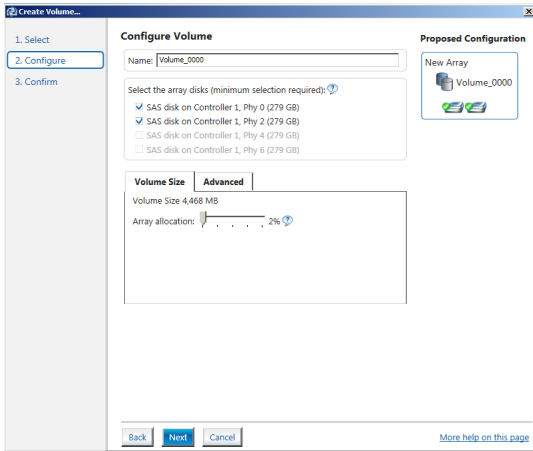 Create Volume...
1. Select
2. Configure
3. Confirm
Configure Volume
Name: Volume_0000
Select the array disks (minimum selection required):
SAS disk on Controller 1, Phy 0 (279 GB)
SAS disk on Controller 1, Phy 2 (279 GB)
SAS disk on Controller 1, Phy 4 (279 GB)
SAS disk on Controller 1, Phy 6 (279 GB)
Volume Size Advanced
Volume Size 4,468 MB
Array allocation: 2%
Proposed Configuration
New Array
Volume_0000
Back Next Cancel
More help on this page